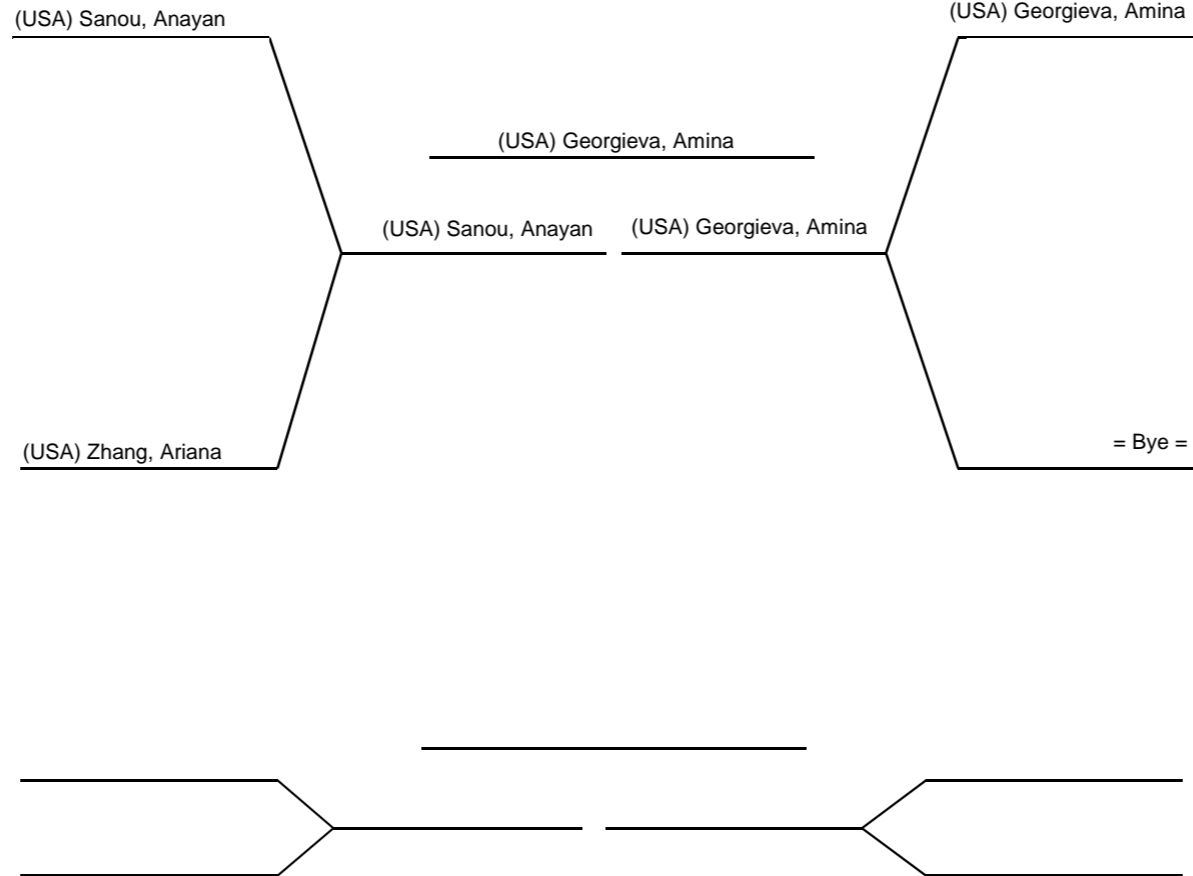 (USA) Sanou, Anayan
(USA) Georgieva, Amina
(USA) Georgieva, Amina
(USA) Sanou, Anayan
(USA) Georgieva, Amina
(USA) Zhang, Ariana
= Bye =